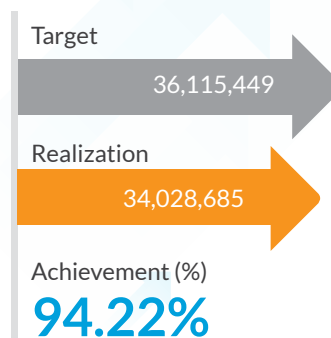 Target
36,115,449
Realization
34,028,685
Achievement (%)
94.22%